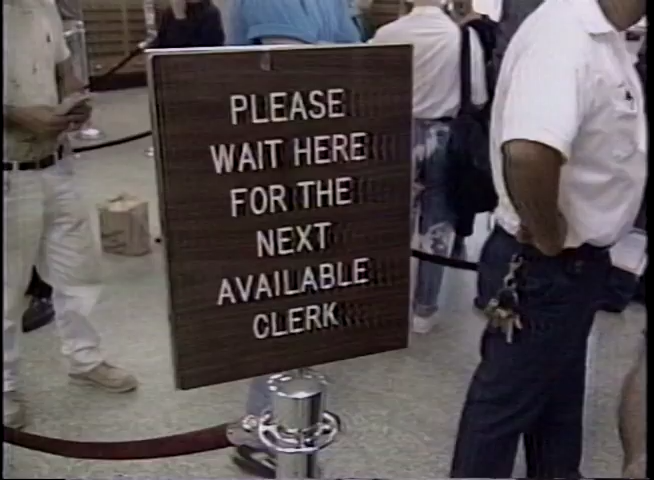 PLEASE
WAIT HERE
FOR THE
NEXT
AVAILABLE
CLERK